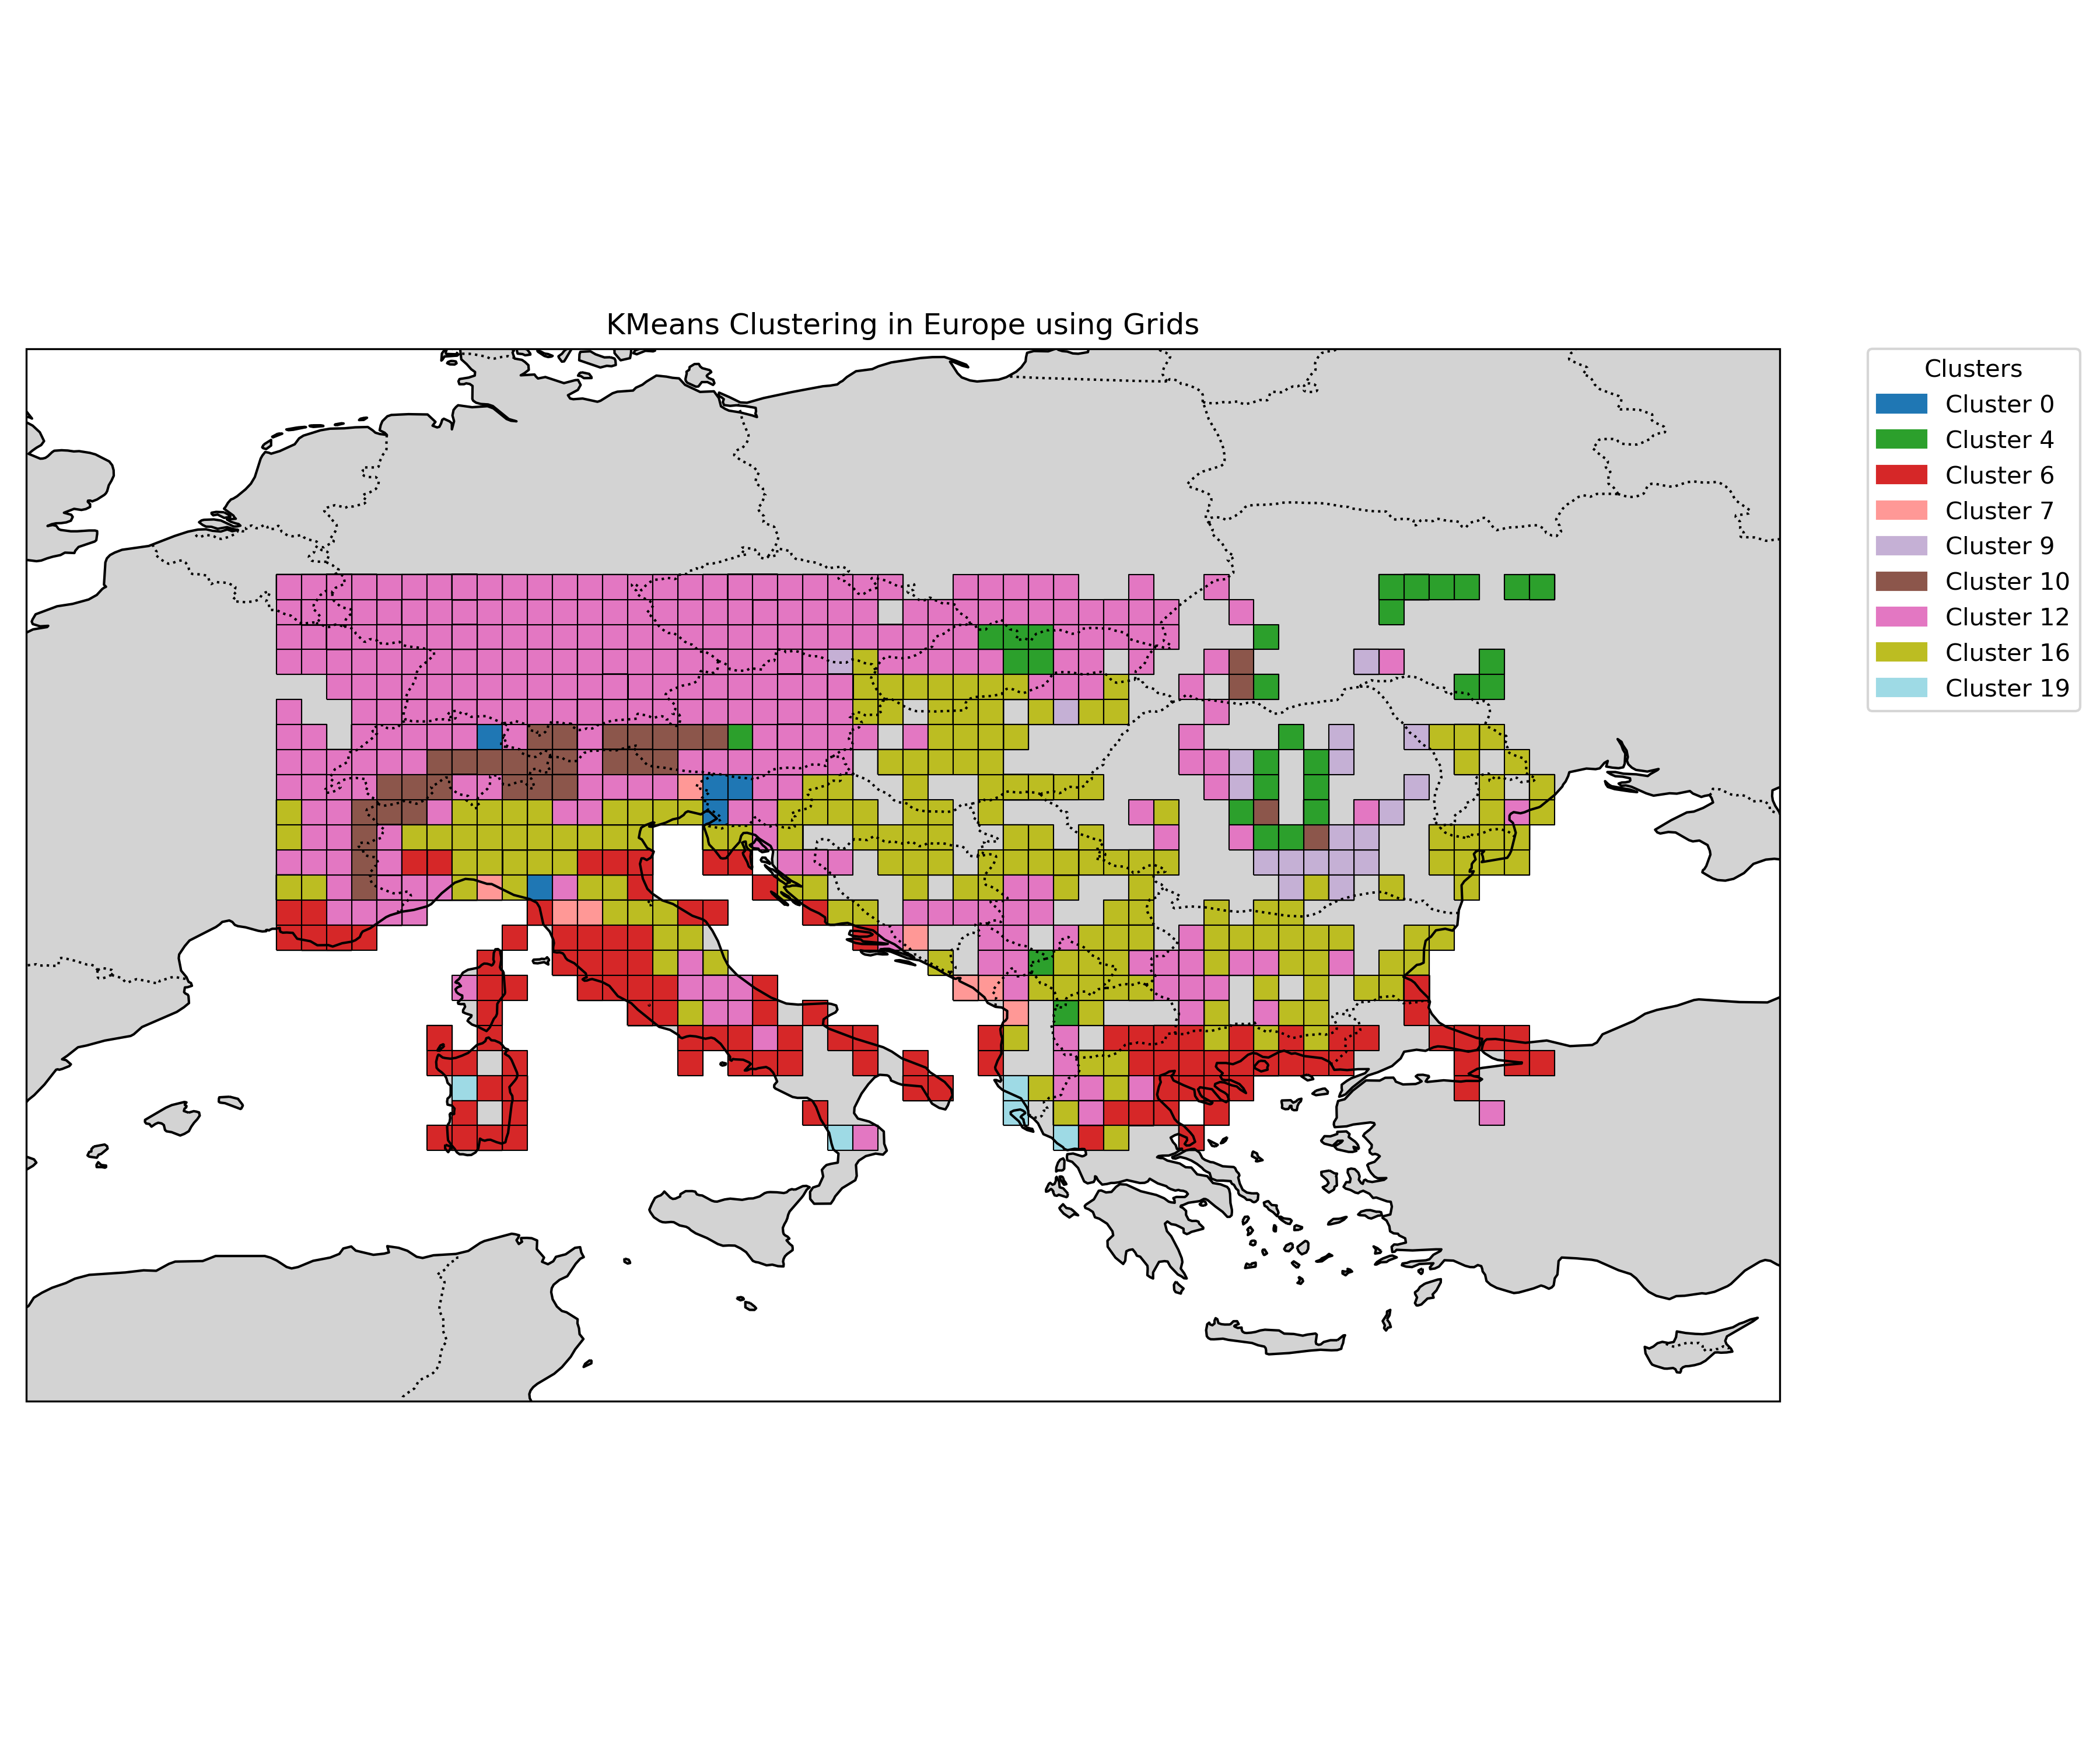 KMeans Clustering in Europe using Grids
Clusters
Cluster 0
Cluster 4
Cluster 6
Cluster 7
Cluster 9
Cluster 10
Cluster 12
Cluster 16
Cluster 19